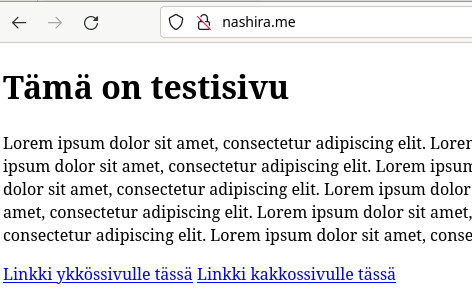 nashira.me
Tämä on testisivu
Lorem ipsum dolor sit amet, consectetur adipiscing elit. Lorem
ipsum dolor sit amet, consectetur adipiscing elit. Lorem ipsum
dolor sit amet, consectetur adipiscing elit. Lorem ipsum dolor sit
amet, consectetur adipiscing elit. Lorem ipsum dolor sit amet,
consectetur adipiscing elit. Lorem ipsum dolor sit amet,
Linkki ykkössivulle tässä Linkki kakkossivulle tässä